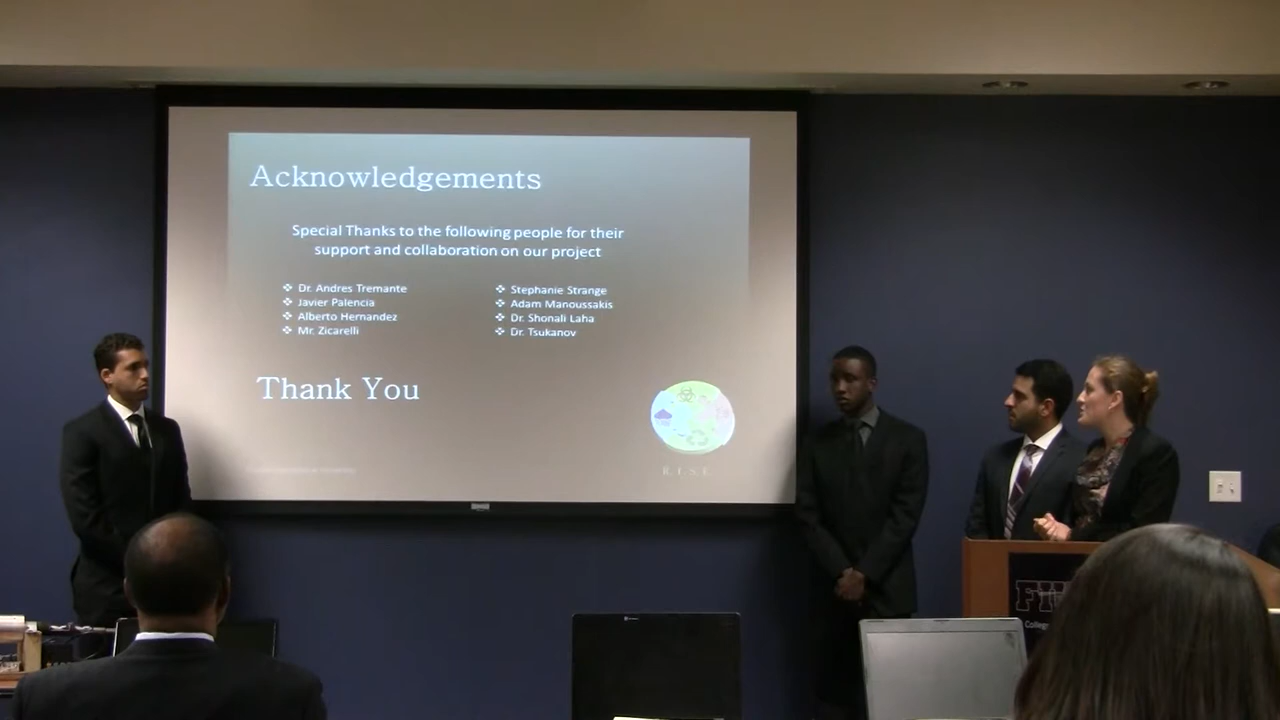 Acknowledgements
Special Thanks to the following people for their
support and collaboration on our project
❖ Dr. Andres Tremante
❖ Javier Palencia
❖ Alberto Hernandez
❖ Mr. Zicarelli
❖ Stephanie Strange
❖ Adam Manoussakis
❖ Dr. Shonali Laha
❖ Dr. Tsukanov
Thank You
R.I.S.E.
FIU